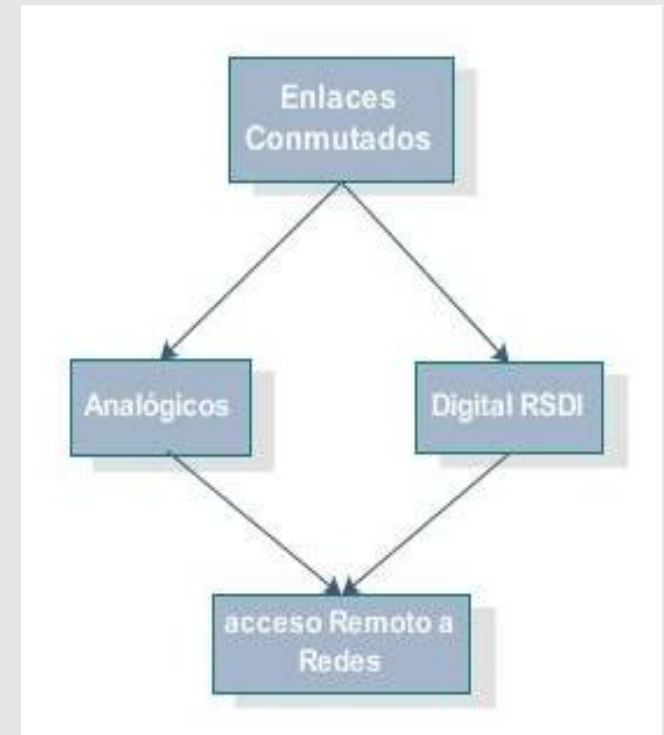 Enlaces
Conmutados
Analógicos
Digital RSDI
acceso Remoto a
Redes